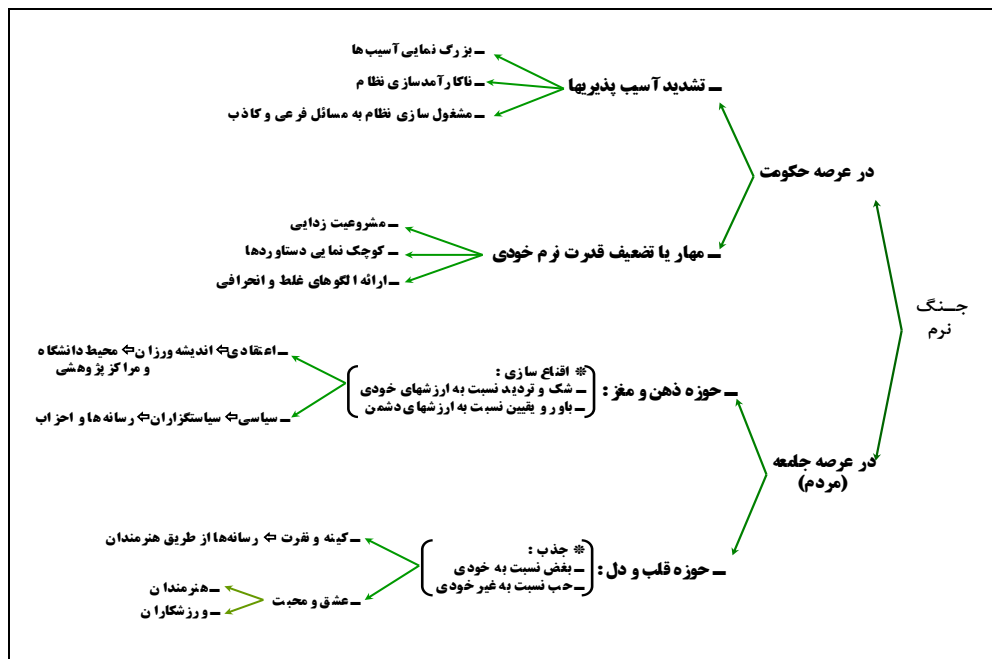 جــنگ
نرم
در عرصه حکومت
ـ تشدید آسیب پذیریها
ـ بزرگ نمایی آسیب‌ها
ـ ناکارآمدسازی نظام
ـ مشغول سازی نظام به مسائل فرعی و کاذب
ـ مهار یا تضعیف قدرت نرم خودی
ـ مشروعیت زدایی
ـ کوچک نمایی دستاوردها
ـ ارائه الگوهای غلط و انحرافی
در عرصه جامعه
(مردم)
ـ حوزه ذهن و مغز :
* اقناع سازی :
ـ شک و تردید نسبت به ارزشهای خودی
ـ باور و یقیین نسبت به ارزشهای دشمن
ـ اعتقادی⇦ اندیشه ورزان⇦ محیط دانشگاه
و مراکز پژوهشی
ـ سیاسی⇦ سیاستگزاران⇦ رسانه‌ها و احزاب
ـ حوزه قلب و دل :
* جذب :
ـ بغض نسبت به خودی
ـ حب نسبت به غیر خودی
ـ کینه و نفرت ⇦ رسانه‌ها از طریق هنرمندان
ـ عشق و محبت
ـ هنرمندان
ـ ورزشکاران